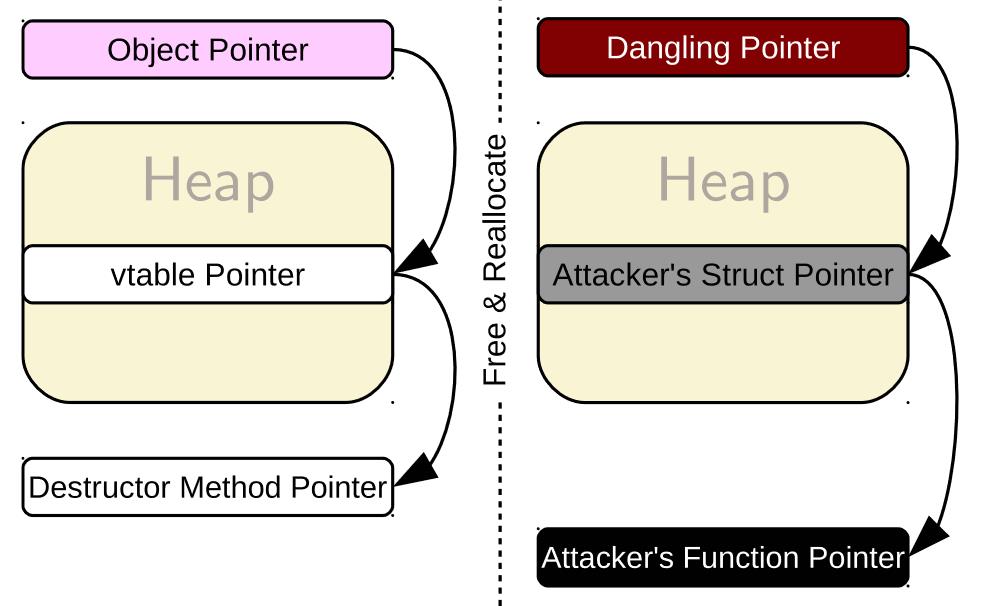 Object Pointer
Heap
vtable Pointer
Destructor Method Pointer
Free & Reallocate
Dangling Pointer
Heap
Attacker's Struct Pointer
Attacker's Function Pointer